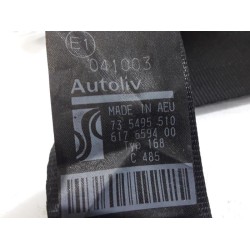 E1
041003
Autoliv
MADE IN AEU
73 5495 510
617 6594 00
Type 168
C 485